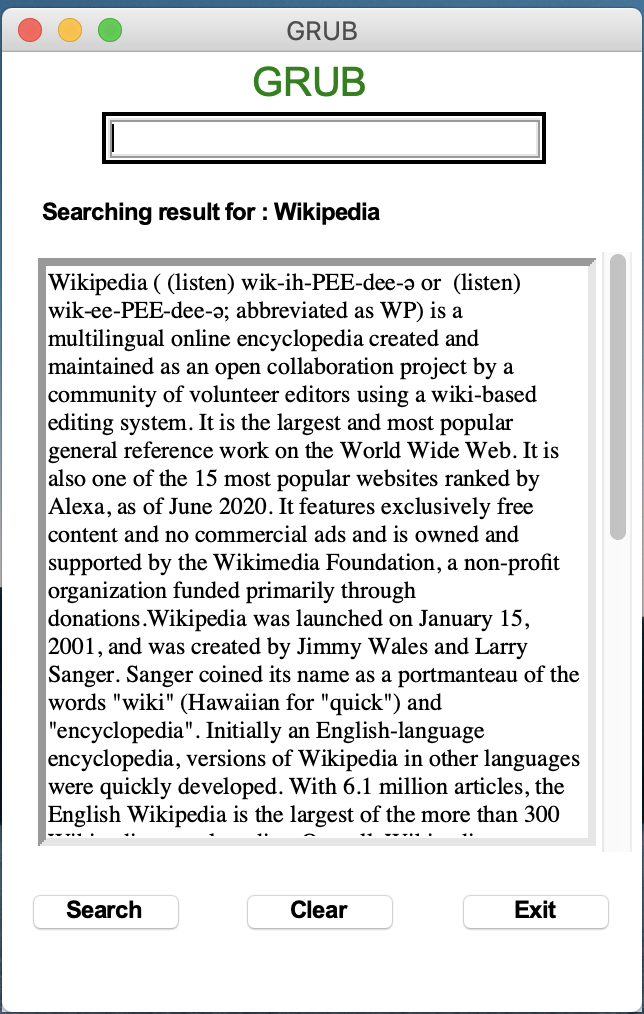 GRUB
GRUB
Searching result for : Wikipedia
Wikipedia ( (listen) wik-ih-PEE-dee-ə or  (listen)
wik-ee-PEE-dee-ə; abbreviated as WP) is a
multilingual online encyclopedia created and
maintained as an open collaboration project by a
community of volunteer editors using a wiki-based
editing system. It is the largest and most popular
general reference work on the World Wide Web. It is
also one of the 15 most popular websites ranked by
Alexa, as of June 2020. It features exclusively free
content and no commercial ads and is owned and
supported by the Wikimedia Foundation, a non-profit
organization funded primarily through
donations.Wikipedia was launched on January 15,
2001, and was created by Jimmy Wales and Larry
Sanger. Sanger coined its name as a portmanteau of the
words "wiki" (Hawaiian for "quick") and
"encyclopedia". Initially an English-language
encyclopedia, versions of Wikipedia in other languages
were quickly developed. With 6.1 million articles, the
English Wikipedia is the largest of the more than 300
Search
Clear
Exit